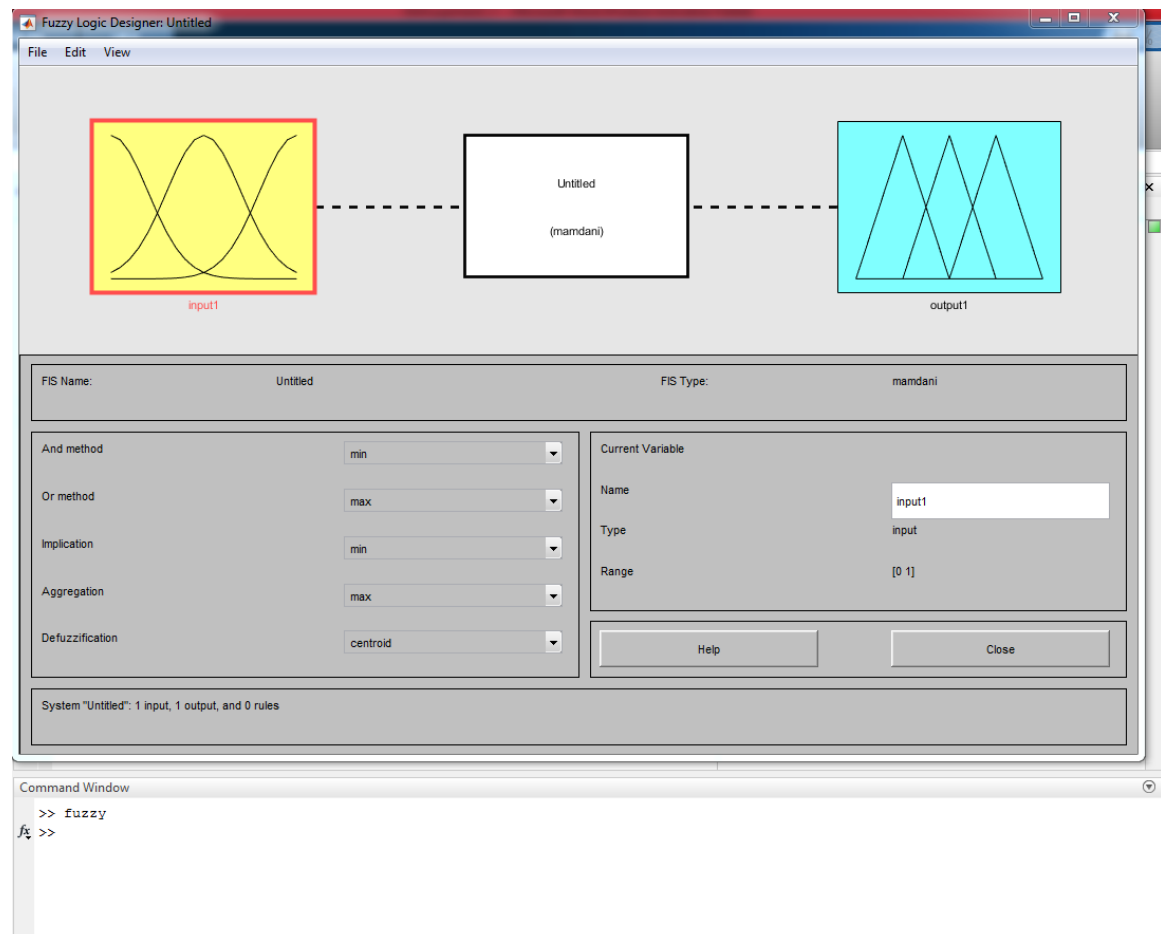 Fuzzy Logic Designer: Untitled
File Edit View
Untitled
(mamdani)
input1
output1
FIS Name: Untitled FIS Type: mamdani
And method min
Or method max
Implication min
Aggregation max
Defuzzification centroid
Current Variable
Name input1
Type input
Range [0 1]
Help Close
System "Untitled": 1 input, 1 output, and 0 rules
Command Window
>> fuzzy
fx >>